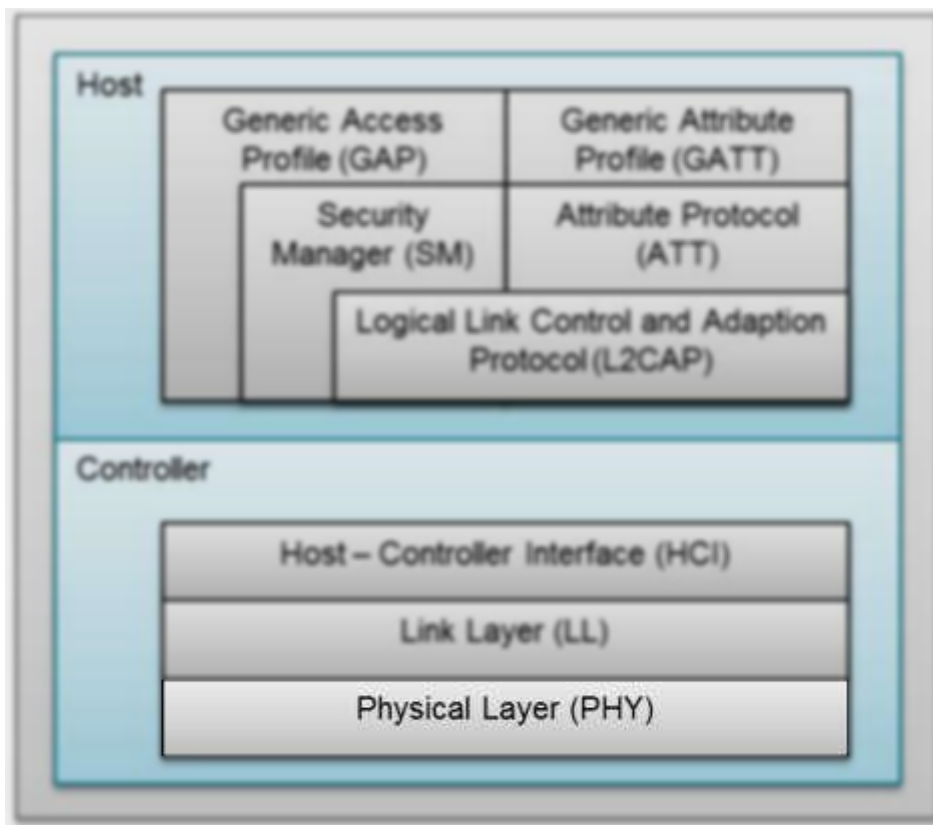 Host
Generic Access
Profile (GAP)
Generic Attribute
Profile (GATT)
Security
Manager (SM)
Attribute Protocol
(ATT)
Logical Link Control and Adaption
Protocol (L2CAP)
Controller
Host – Controller Interface (HCI)
Link Layer (LL)
Physical Layer (PHY)